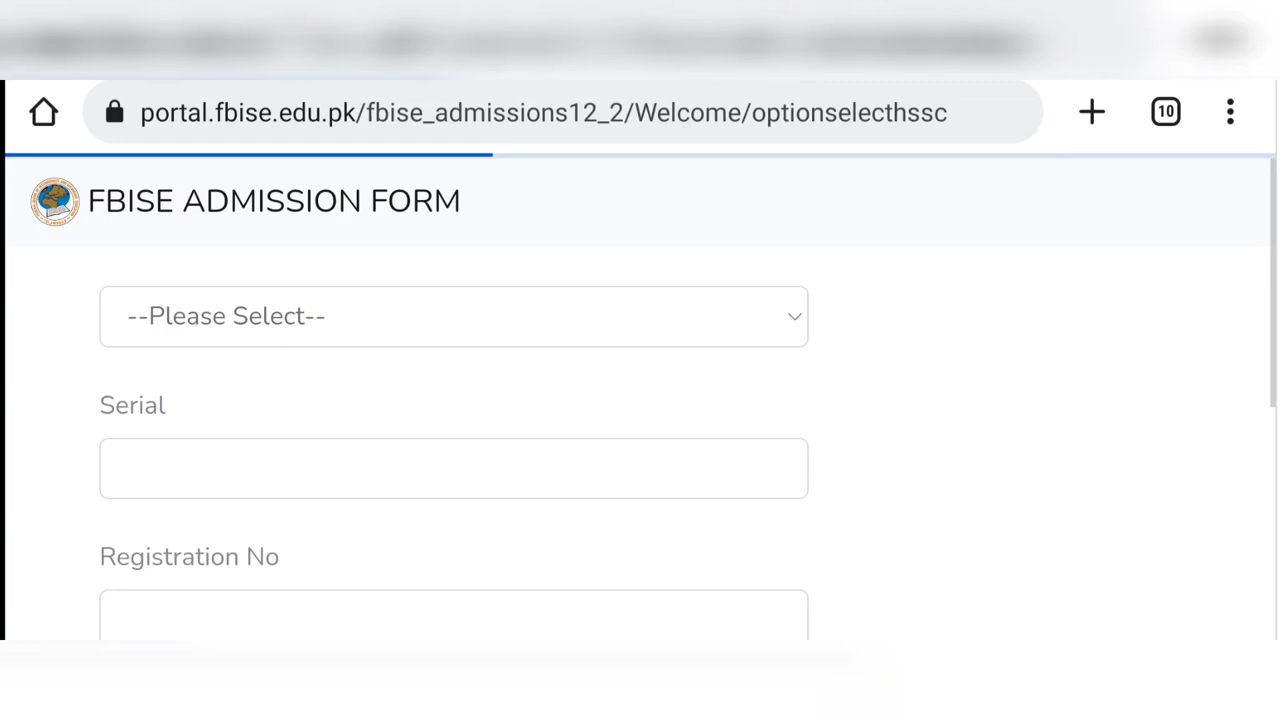 portal.fbise.edu.pk/fbise_admissions12_2/Welcome/optionselecthssc
10
FBISE ADMISSION FORM
--Please Select--
Serial
Registration No